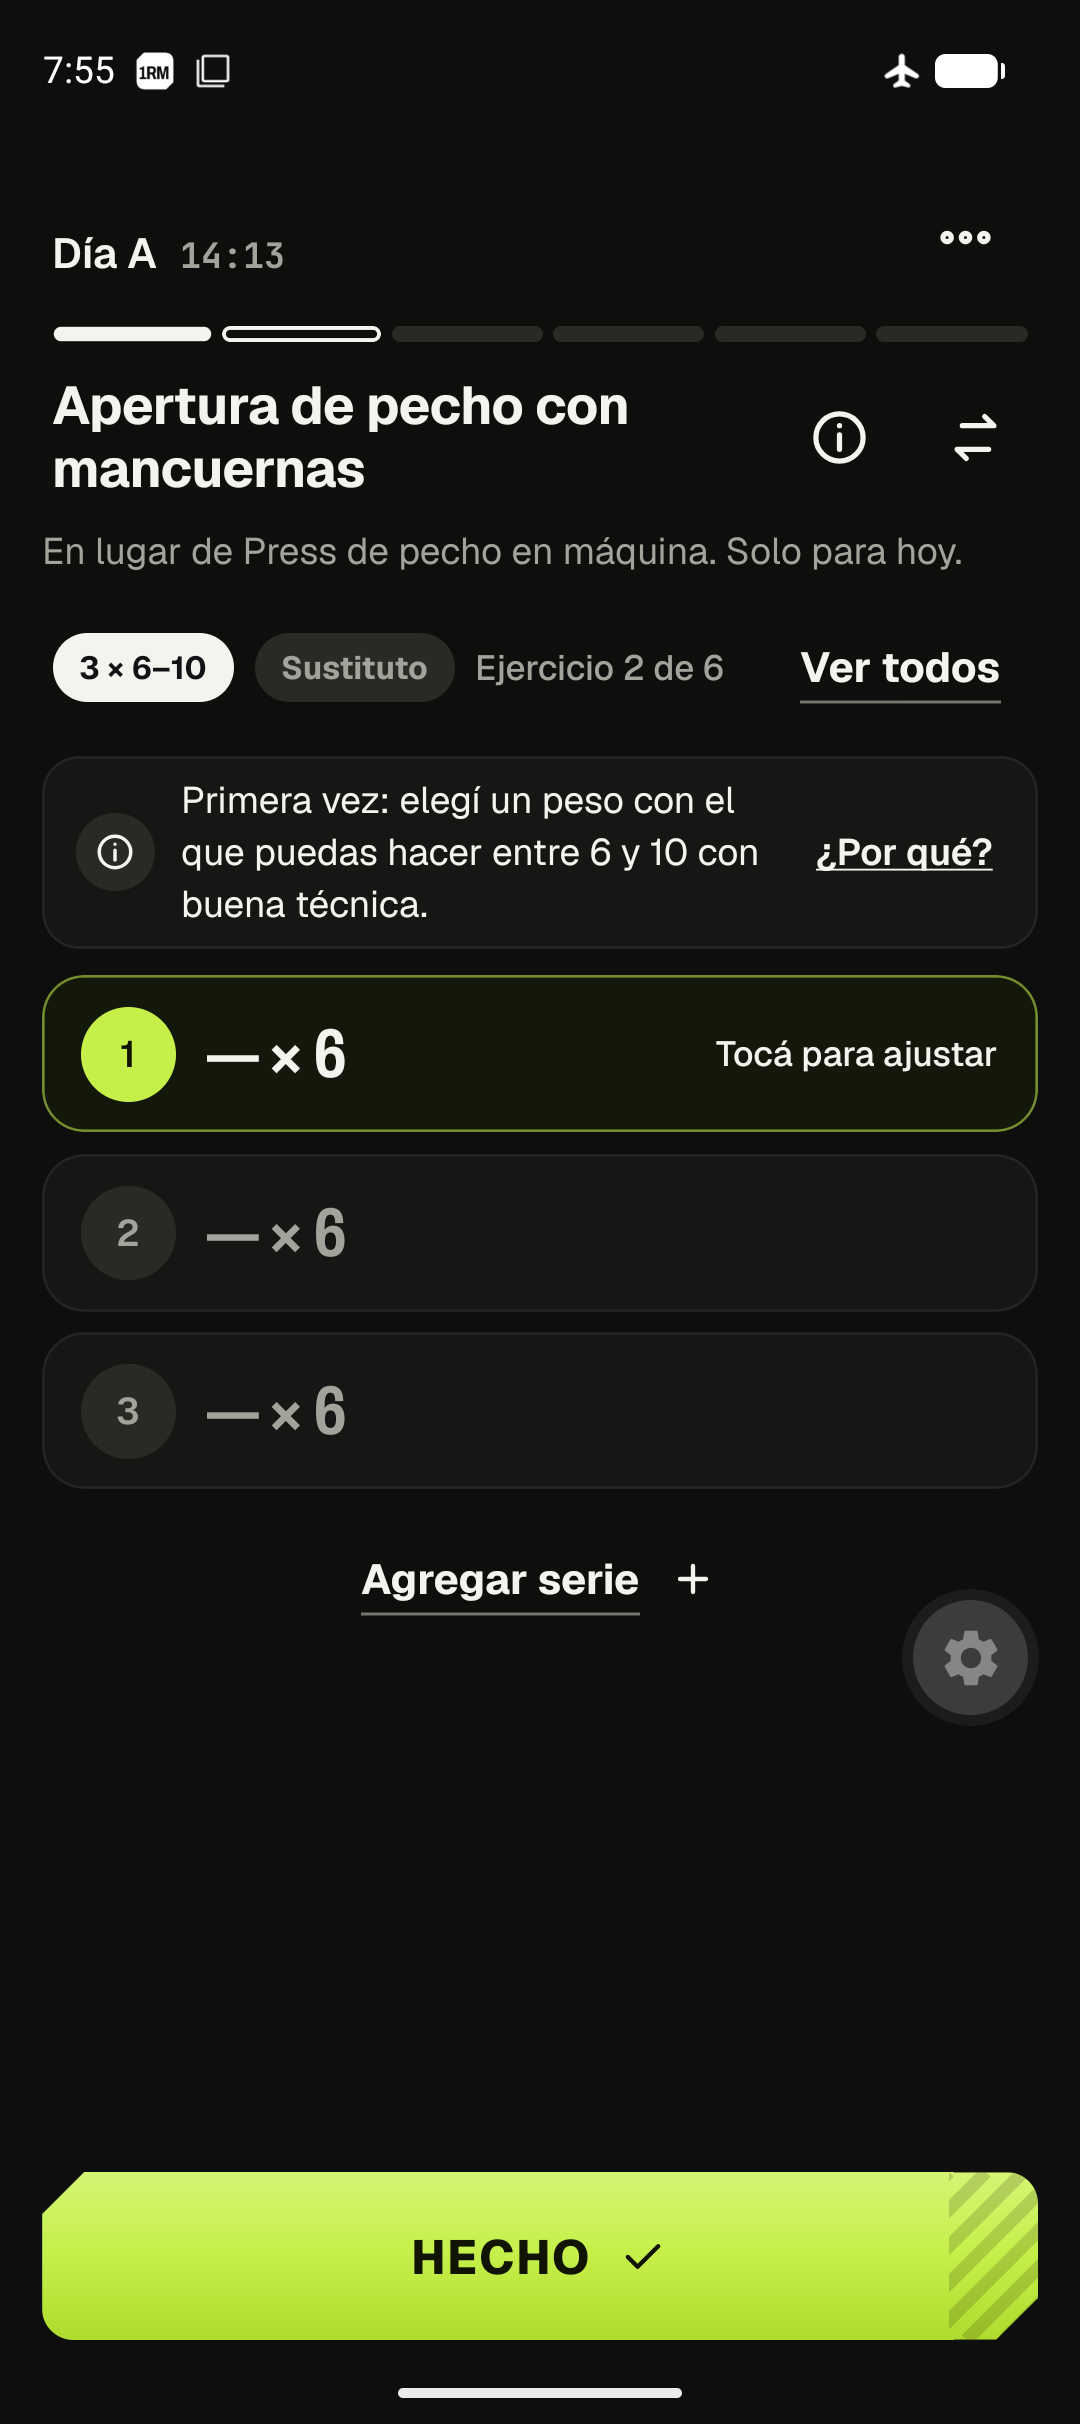 7:55 1RM
Día A 14:13
Apertura de pecho con
mancuernas
En lugar de Press de pecho en máquina. Solo para hoy.
3 × 6–10 Sustituto Ejercicio 2 de 6 Ver todos
Primera vez: elegí un peso con el
que puedas hacer entre 6 y 10 con
buena técnica.
¿Por qué?
1 — × 6 Tocá para ajustar
2 — × 6
3 — × 6
Agregar serie +
HECHO